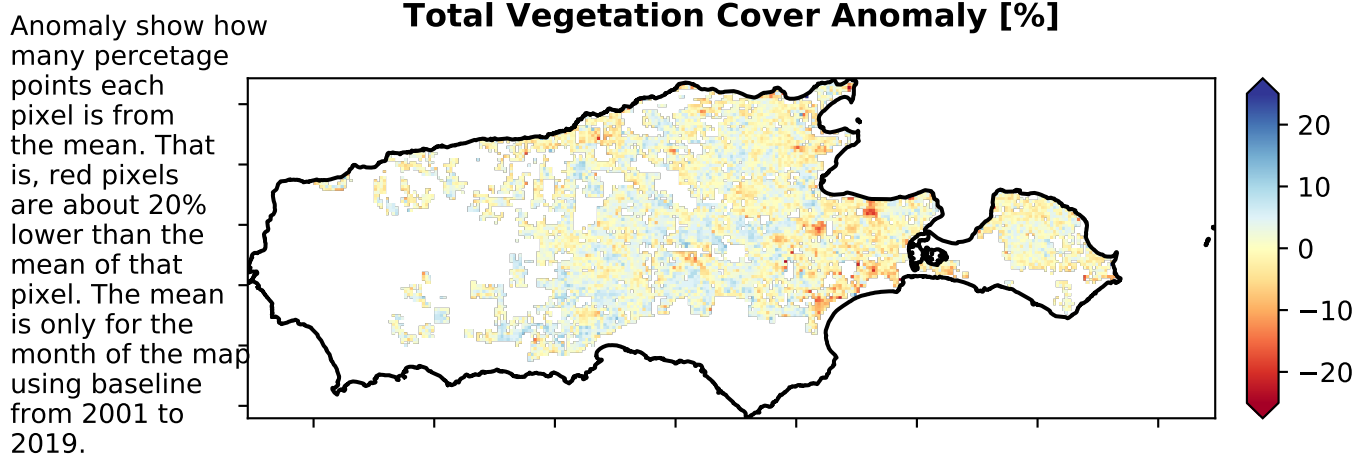 Total Vegetation Cover Anomaly [%]
Anomaly show how
many percetage
points each
pixel is from
the mean. That
is, red pixels
are about 20%
lower than the
mean of that
pixel. The mean
is only for the
month of the map
using baseline
from 2001 to
2019.
20
10
0
−10
−20